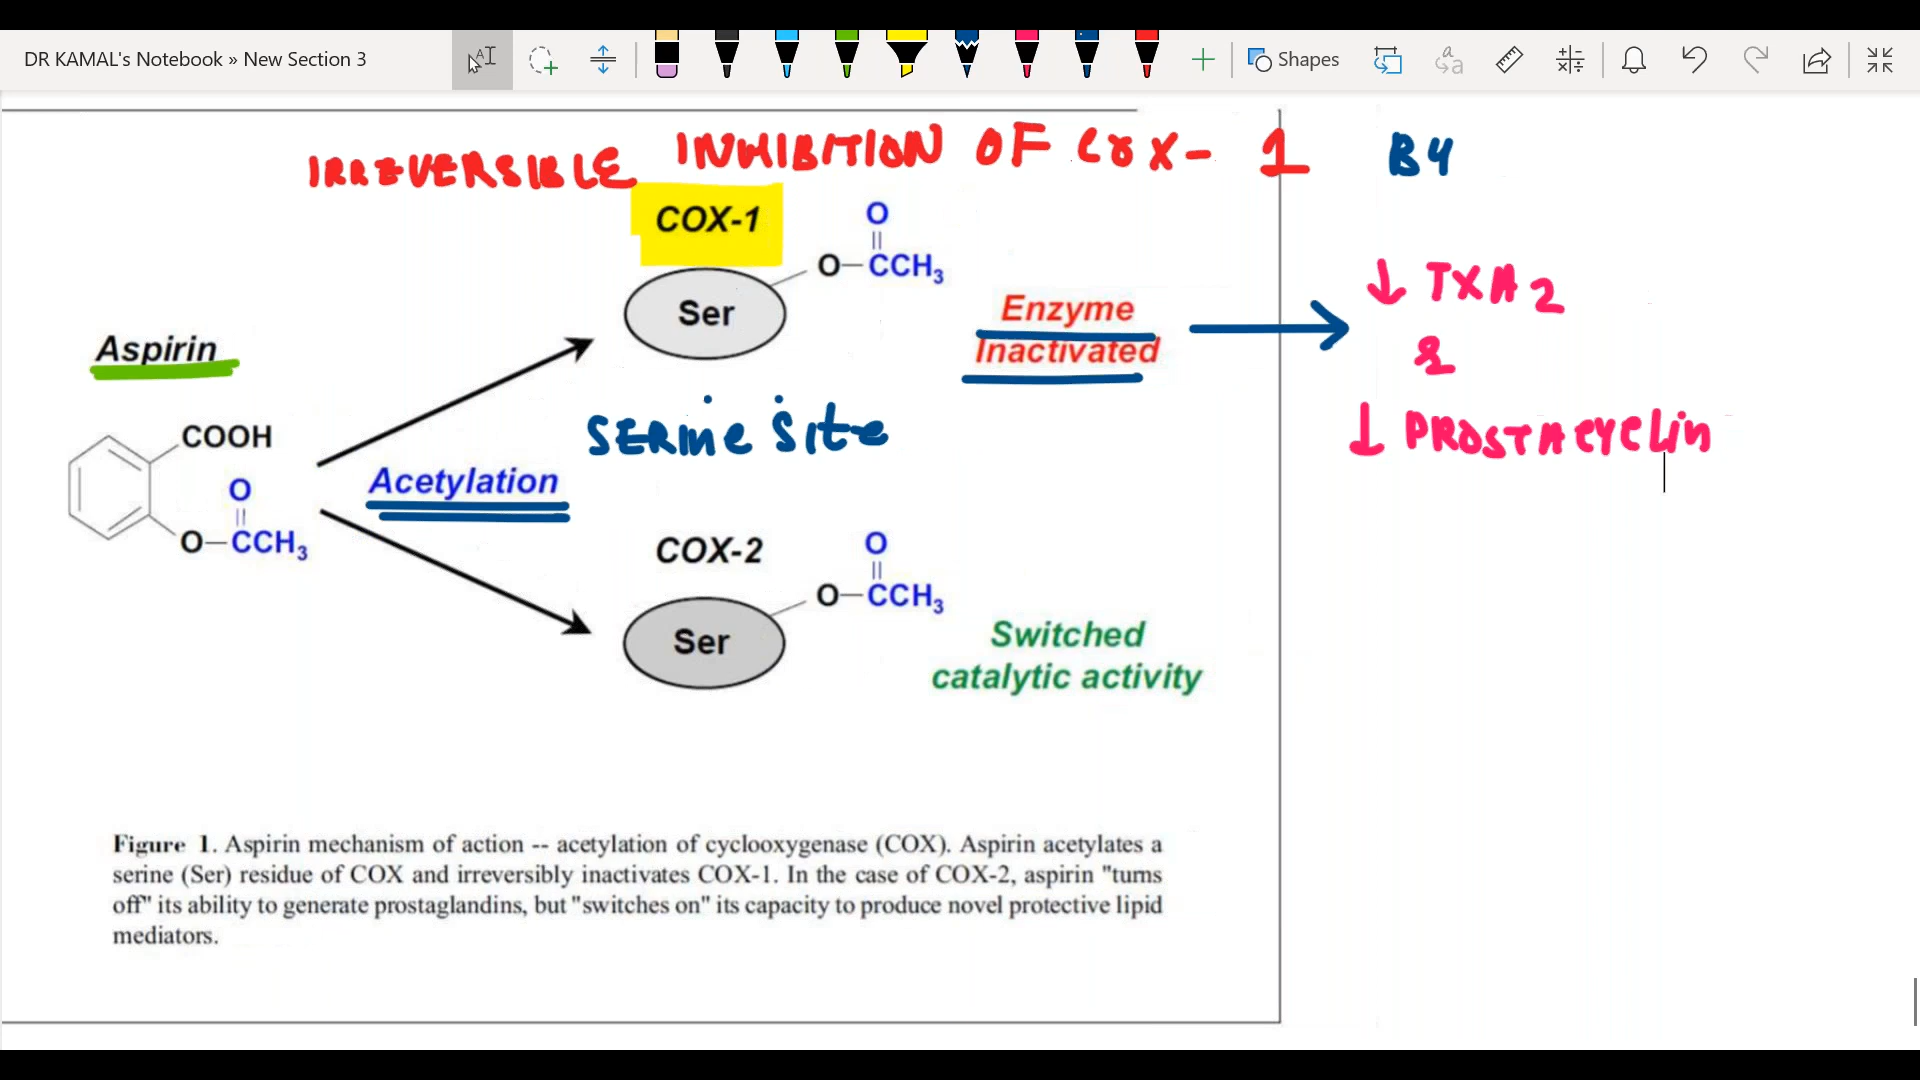 DR KAMAL's Notebook » New Section 3
Shapes
IRREVERSIBLE INHIBITION OF COX- 1 BY
COX-1
O
O-CCH3
Ser
Enzyme
Inactivated
↓ TXA2
&
↓ PROSTACYCLIN
Aspirin
COOH
O
O-CCH3
SERINE SITE
Acetylation
COX-2
O
O-CCH3
Ser
Switched
catalytic activity
Figure 1. Aspirin mechanism of action -- acetylation of cyclooxygenase (COX). Aspirin acetylates a
serine (Ser) residue of COX and irreversibly inactivates COX-1. In the case of COX-2, aspirin "turns
off" its ability to generate prostaglandins, but "switches on" its capacity to produce novel protective lipid
mediators.